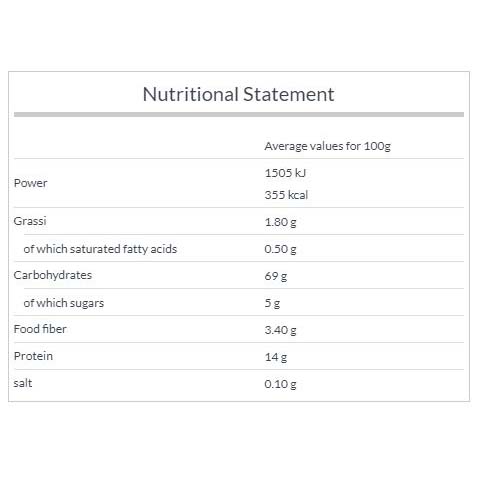 Nutritional Statement
Average values for 100g
Power
1505 kJ
355 kcal
Grassi 1.80 g
of which saturated fatty acids 0.50 g
Carbohydrates 69 g
of which sugars 5 g
Food fiber 3.40 g
Protein 14 g
salt 0.10 g